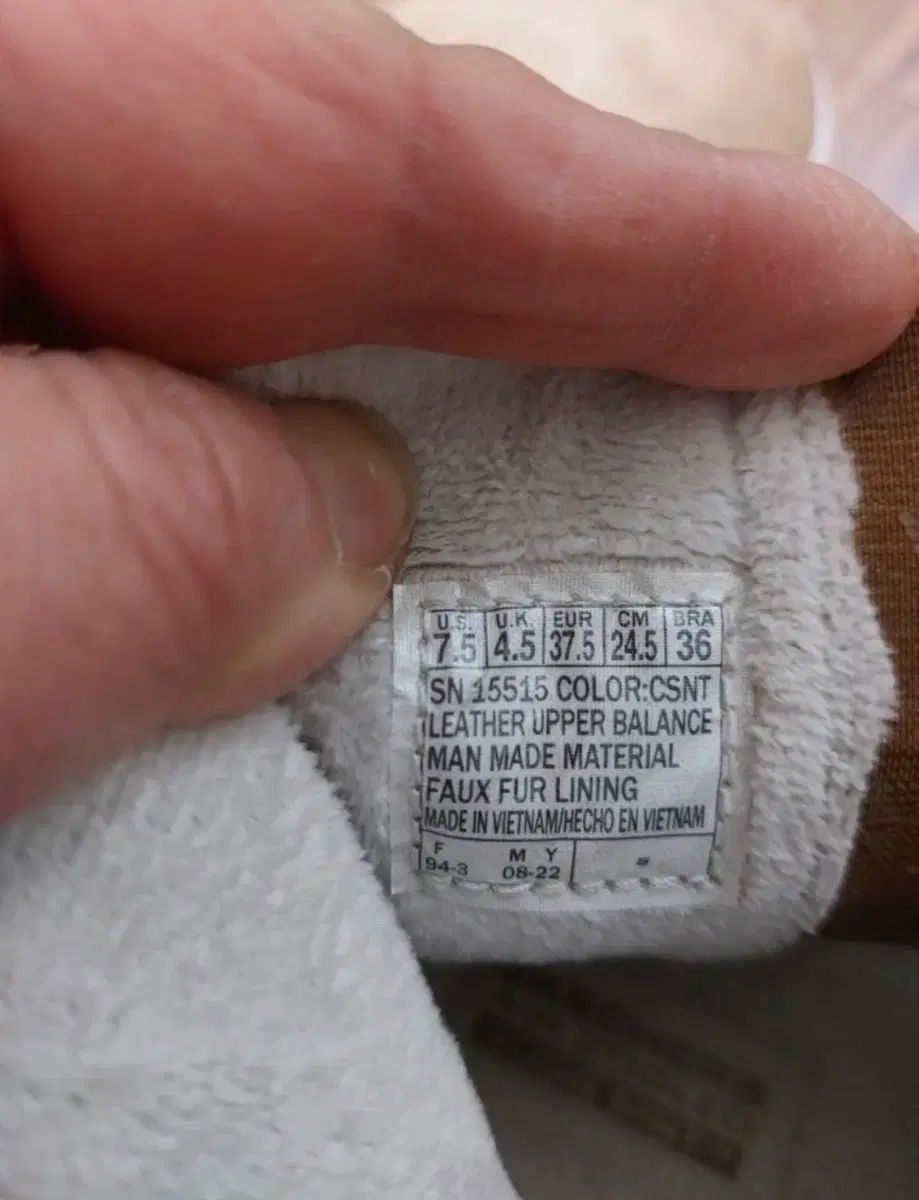 U.S. U.K. EUR CM BRA
7.5 4.5 37.5 24.5 36
SN 15515 COLOR:CSNT
LEATHER UPPER BALANCE
MAN MADE MATERIAL
FAUX FUR LINING
MADE IN VIETNAM/HECHO EN VIETNAM
F M Y
94-3 08-22